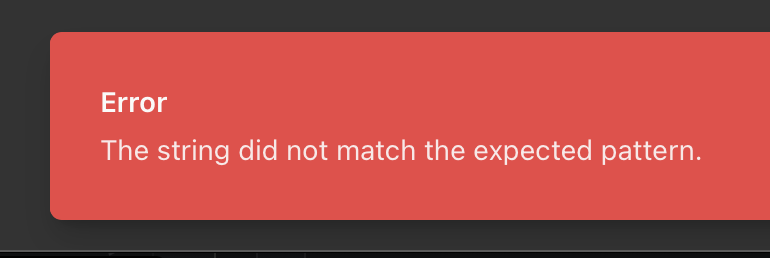 Error
The string did not match the expected pattern.